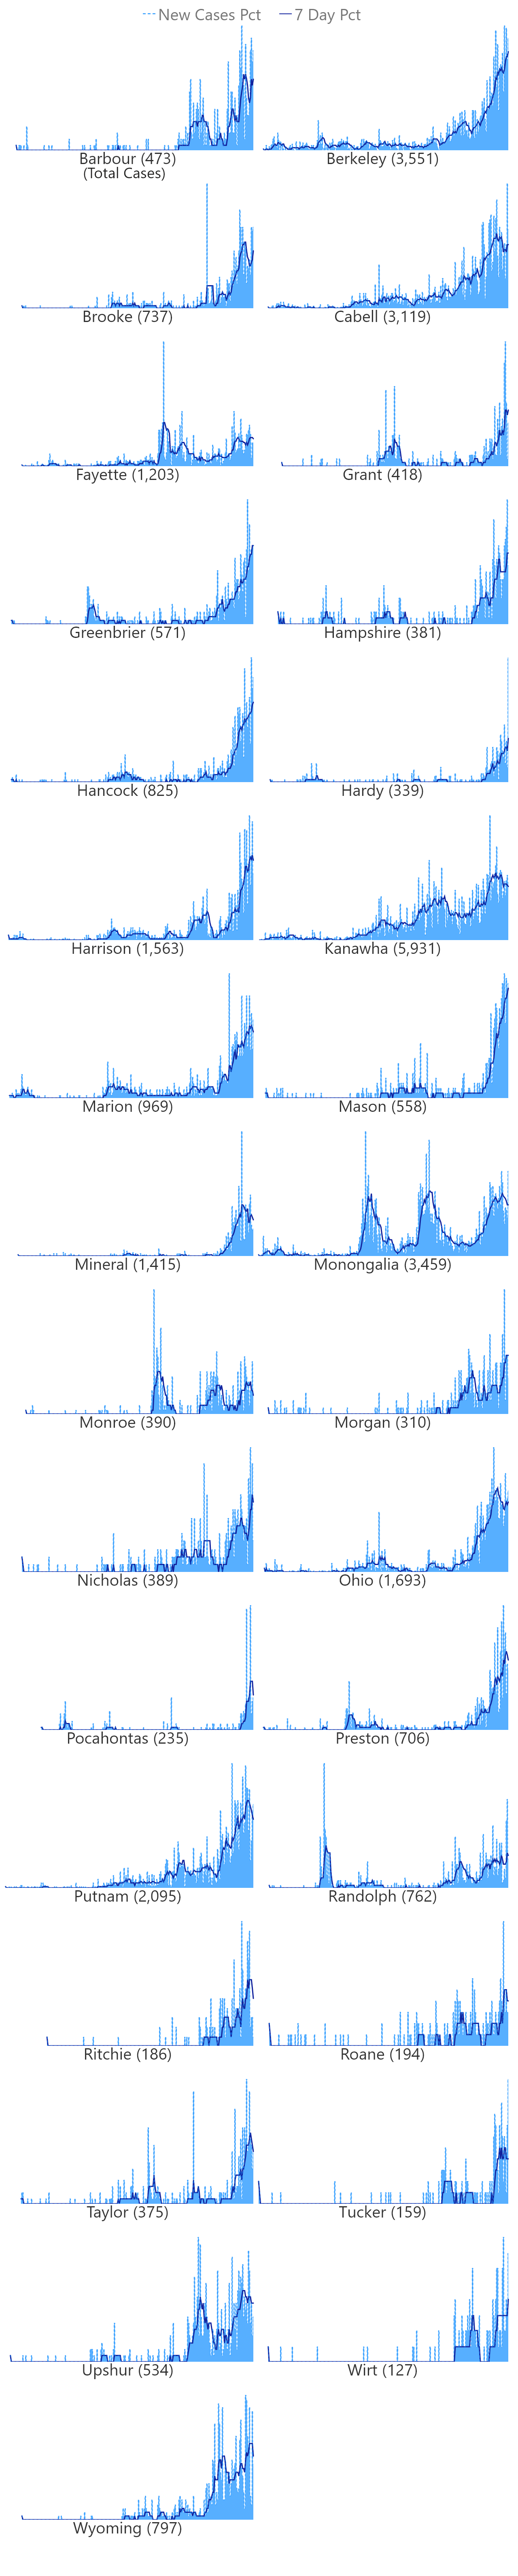 New Cases Pct 7 Day Pct
Barbour (473) Berkeley (3,551)
(Total Cases)
Brooke (737) Cabell (3,119)
Fayette (1,203) Grant (418)
Greenbrier (571) Hampshire (381)
Hancock (825) Hardy (339)
Harrison (1,563) Kanawha (5,931)
Marion (969) Mason (558)
Mineral (1,415) Monongalia (3,459)
Monroe (390) Morgan (310)
Nicholas (389) Ohio (1,693)
Pocahontas (235) Preston (706)
Putnam (2,095) Randolph (762)
Ritchie (186) Roane (194)
Taylor (375) Tucker (159)
Upshur (534) Wirt (127)
Wyoming (797)